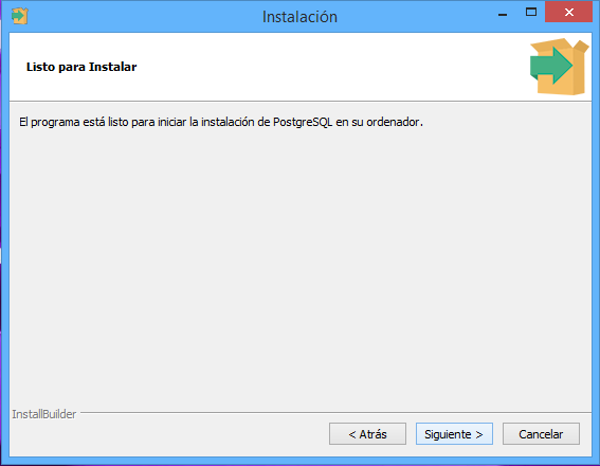 Instalación
Listo para Instalar
El programa está listo para iniciar la instalación de PostgreSQL en su ordenador.
InstallBuilder
< Atrás
Siguiente >
Cancelar